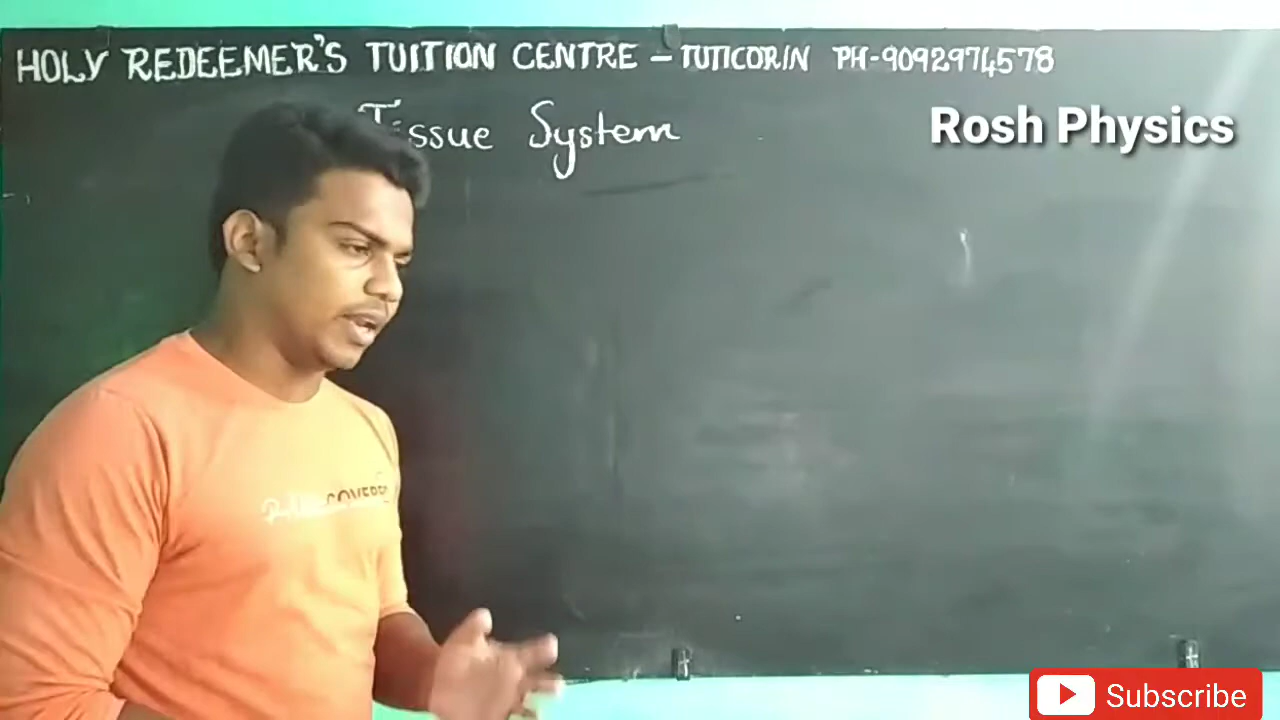 HOLY REDEEMER'S TUITION CENTRE – TUTICORIN PH-9092974578
Tissue System
Rosh Physics
Subscribe